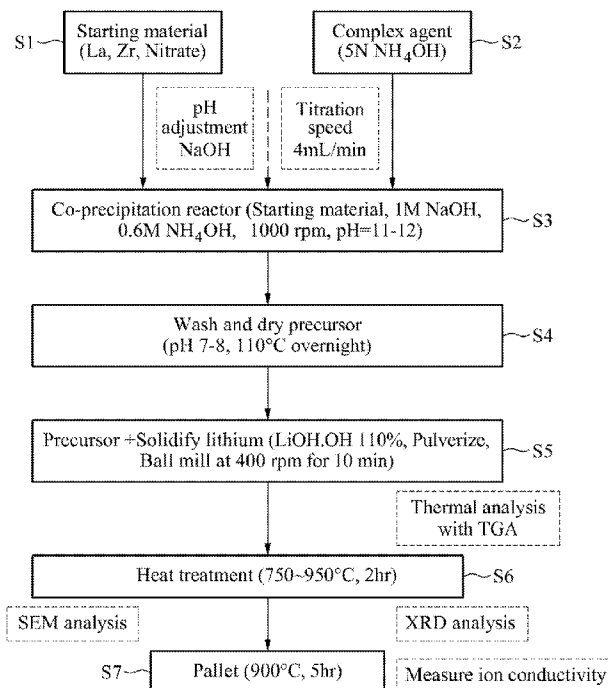 S1
Starting material
(La, Zr, Nitrate)
Complex agent
(5N NH₄OH)
S2
pH
adjustment
NaOH
Titration
speed
4mL/min
Co-precipitation reactor (Starting material, 1M NaOH,
0.6M NH₄OH, 1000 rpm, pH=11-12)
S3
Wash and dry precursor
(pH 7-8, 110°C overnight)
S4
Precursor +Solidify lithium (LiOH.OH 110%, Pulverize,
Ball mill at 400 rpm for 10 min)
S5
Thermal analysis
with TGA
Heat treatment (750~950°C, 2hr)
S6
SEM analysis
XRD analysis
S7
Pallet (900°C, 5hr)
Measure ion conductivity